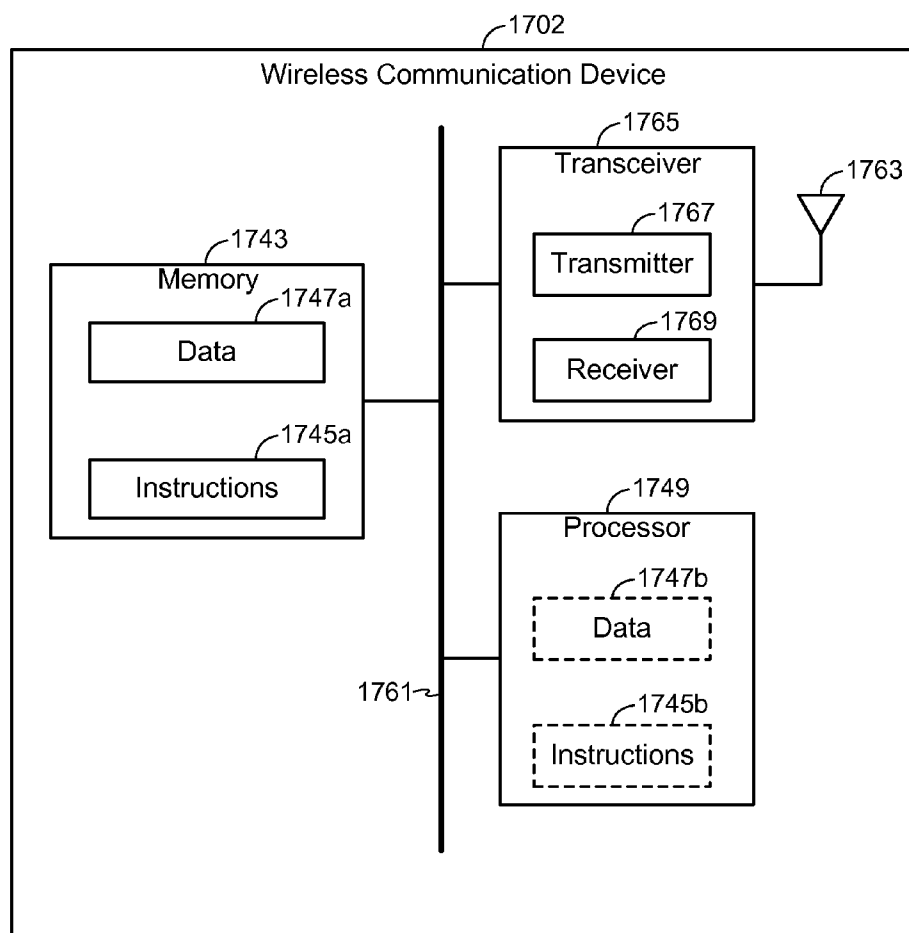 1702
Wireless Communication Device
1765
Transceiver
1763
1767
Transmitter
1743
Memory
1747a
Data
1769
Receiver
1745a
Instructions
1749
Processor
1747b
Data
1761
1745b
Instructions